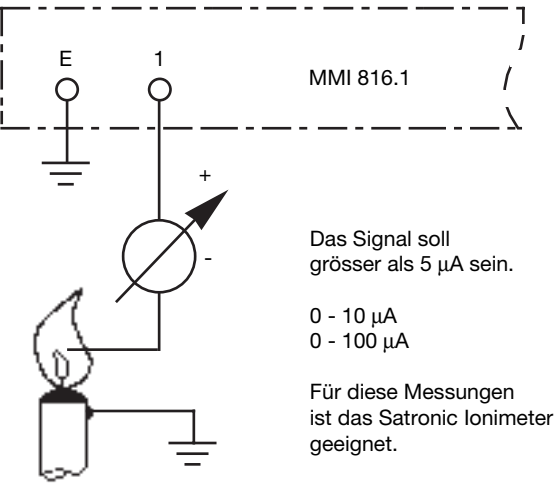 E
1
MMI 816.1
+
-
Das Signal soll
grösser als 5 µA sein.
0 - 10 µA
0 - 100 µA
Für diese Messungen
ist das Satronic Ionimeter
geeignet.